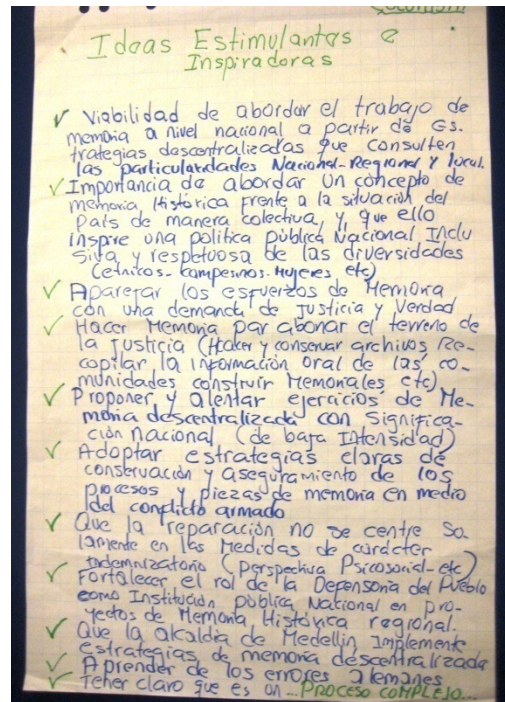 Ideas Estimulantes e
Inspiradoras
Viabilidad de abordar el trabajo de
memoria a nivel nacional a partir de Es.
trategias descentralizadas que consulten
las particularidades Nacional-Regional y local.
Importancia de abordar un concepto de
memoria Histórica frente a la situación del
País de manera colectiva, y que ello
inspire una política pública Nacional Inclu
siva, y respetuosa de las diversidades
(etnicos. campesinos. Mujeres etc)
Aparejar los esfuerzos de Memoria
con una demanda de Justicia y Verdad
Hacer Memoria par abonar el terreno de
la Justicia (Hacer y conservar archivos Re-
copilar, la información oral de las co-
munidades construir Memoriales etc)
Proponer, y alentar ejercicios de Me-
moria descentralizada con Significa-
ción nacional (de baja Intensidad)
Adoptar estrategias claras de
conservación y aseguramiento de los
procesos y piezas de memoria en medio
del conflicto armado
Que la reparación no se centre So
lamente en las Medidas de carácter
Indemnizatorio (Perspectiva Psicosocial-etc)
Fortalecer el rol de la Defensoria del Pueblo
como Institución pública Nacional en pro-
yectos de Memoria Histórica regional.
Que la alcaldia de Medellin Implemente
estrategias de memoria descentralizada
Aprender de los errores alemanes
Tener claro que es un... PROCESO COMPLEJO...